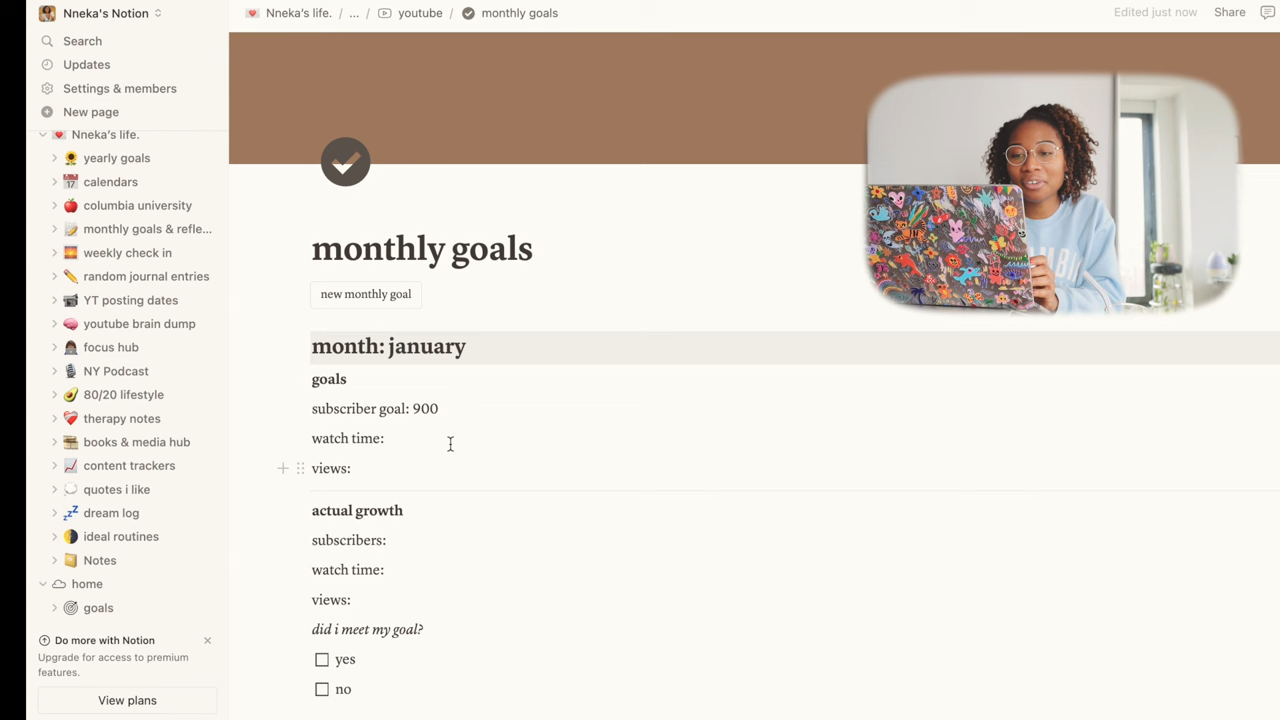 Nneka's Notion
Search
Updates
Settings & members
New page
Nneka's life.
yearly goals
calendars
columbia university
monthly goals & refle...
weekly check in
random journal entries
YT posting dates
youtube brain dump
focus hub
NY Podcast
80/20 lifestyle
therapy notes
books & media hub
content trackers
quotes i like
dream log
ideal routines
Notes
home
goals
Do more with Notion
Upgrade for access to premium
features.
View plans
Nneka's life. / ... / youtube / monthly goals
Edited just now Share
monthly goals
new monthly goal
month: january
goals
subscriber goal: 900
watch time:
views:
actual growth
subscribers:
watch time:
views:
did i meet my goal?
yes
no